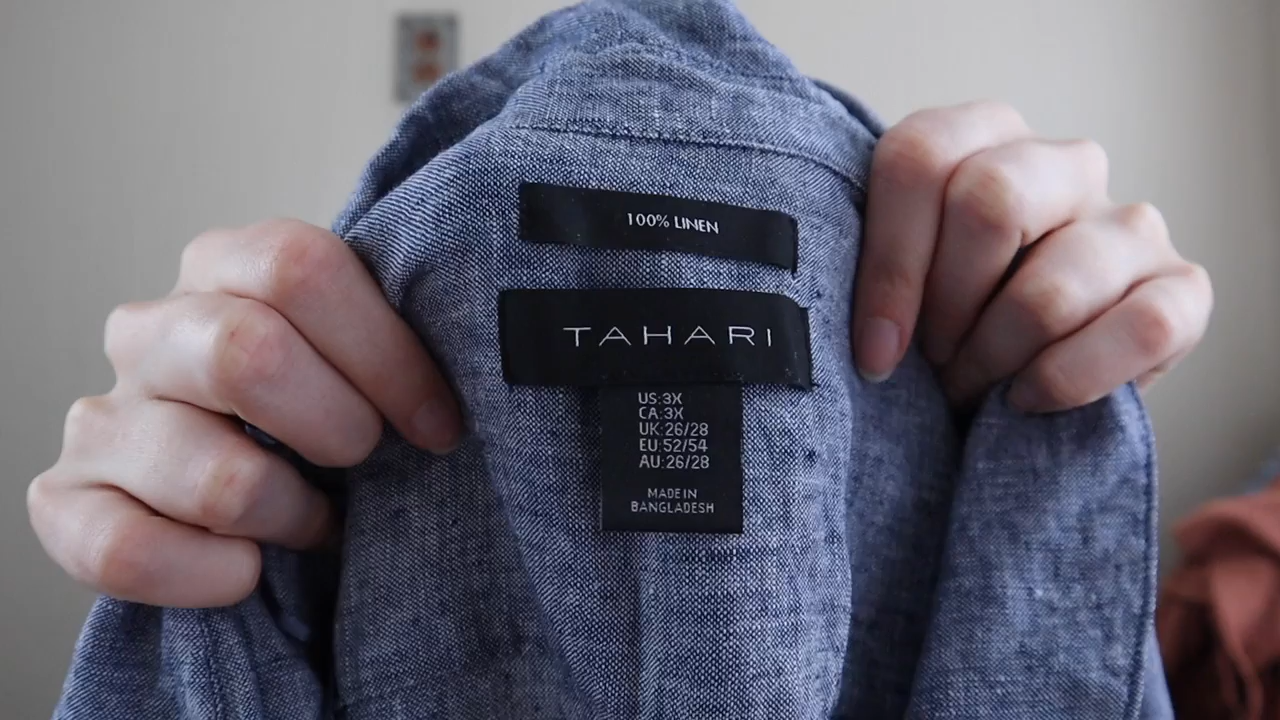 100% LINEN
TAHARI
US:3X
CA:3X
UK:26/28
EU:52/54
AU:26/28
MADE IN
BANGLADESH